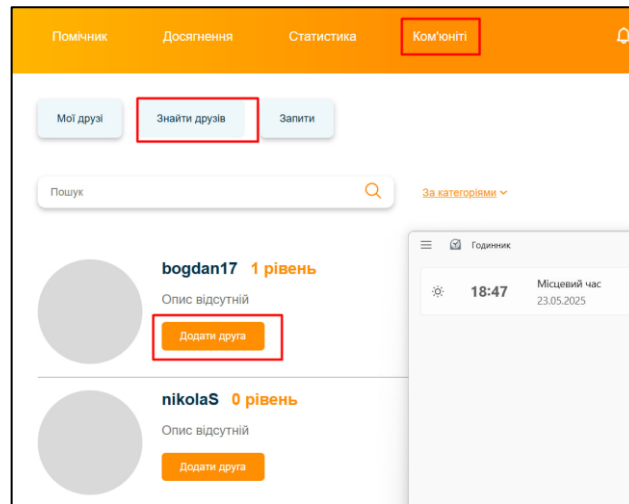 Помічник Досягнення Статистика Ком'юніті
Мої друзі Знайти друзів Запити
Пошук За категоріями
bogdan17 1 рівень
Опис відсутній
Додати друга
nikolaS 0 рівень
Опис відсутній
Додати друга
Годинник
18:47 Місцевий час
23.05.2025